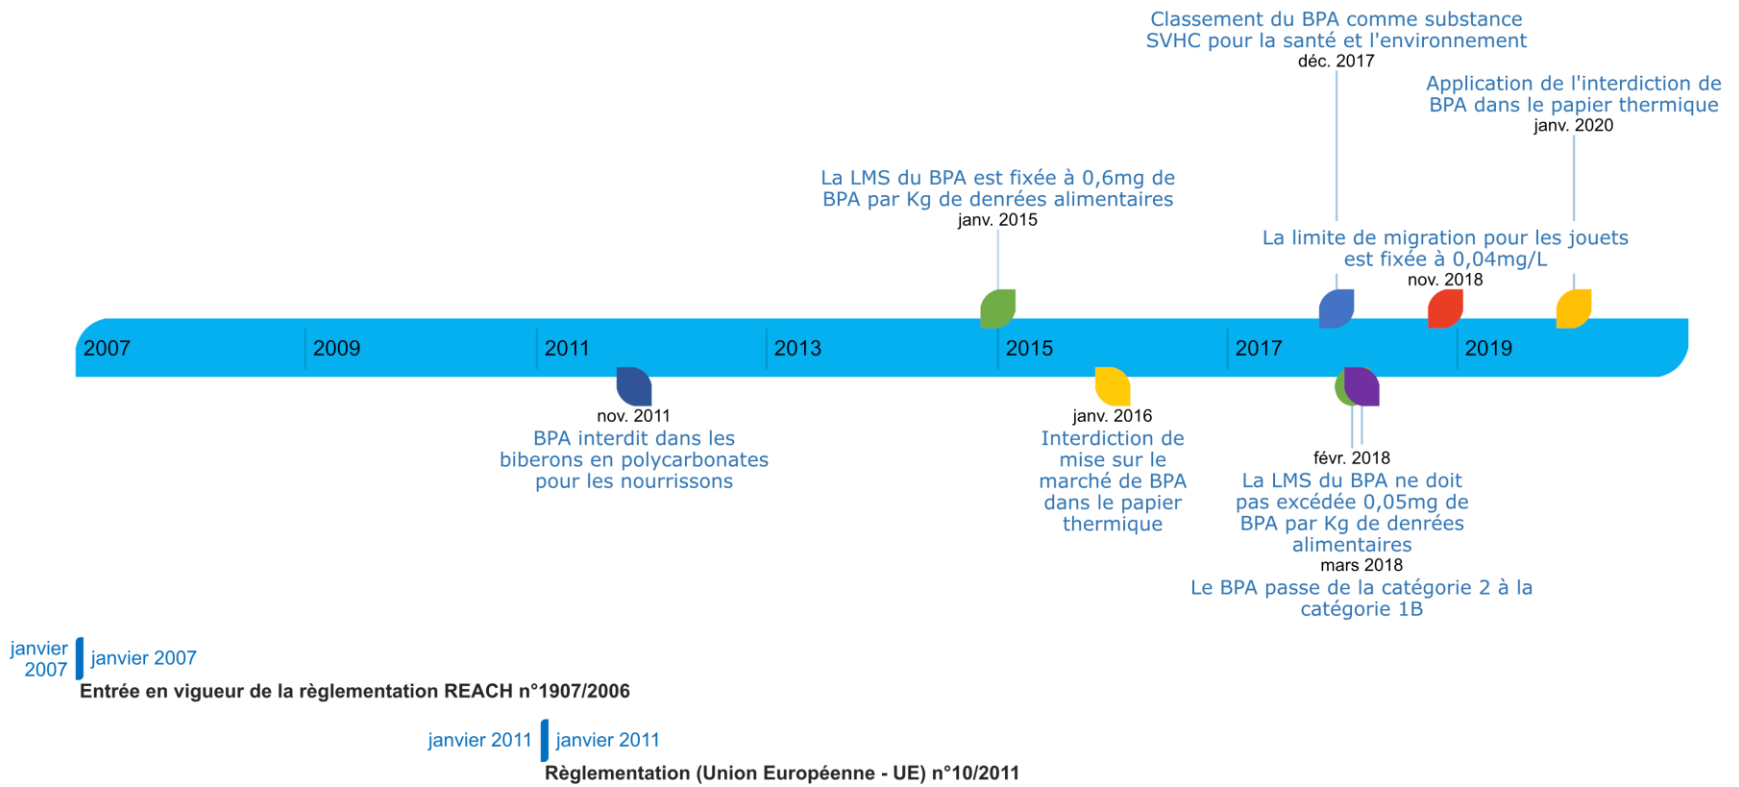 Classement du BPA comme substance
SVHC pour la santé et l'environnement
déc. 2017
Application de l'interdiction de
BPA dans le papier thermique
janv. 2020
La LMS du BPA est fixée à 0,6mg de
BPA par Kg de denrées alimentaires
janv. 2015
La limite de migration pour les jouets
est fixée à 0,04mg/L
nov. 2018
2007
2009
2011
2013
2015
2017
2019
nov. 2011
BPA interdit dans les
biberons en polycarbonates
pour les nourrissons
janv. 2016
Interdiction de
mise sur le
marché de BPA
dans le papier
thermique
févr. 2018
La LMS du BPA ne doit
pas excédée 0,05mg de
BPA par Kg de denrées
alimentaires
mars 2018
Le BPA passe de la catégorie 2 à la
catégorie 1B
janvier
2007
janvier 2007
Entrée en vigueur de la règlementation REACH n°1907/2006
janvier 2011
janvier 2011
Règlementation (Union Européenne - UE) n°10/2011